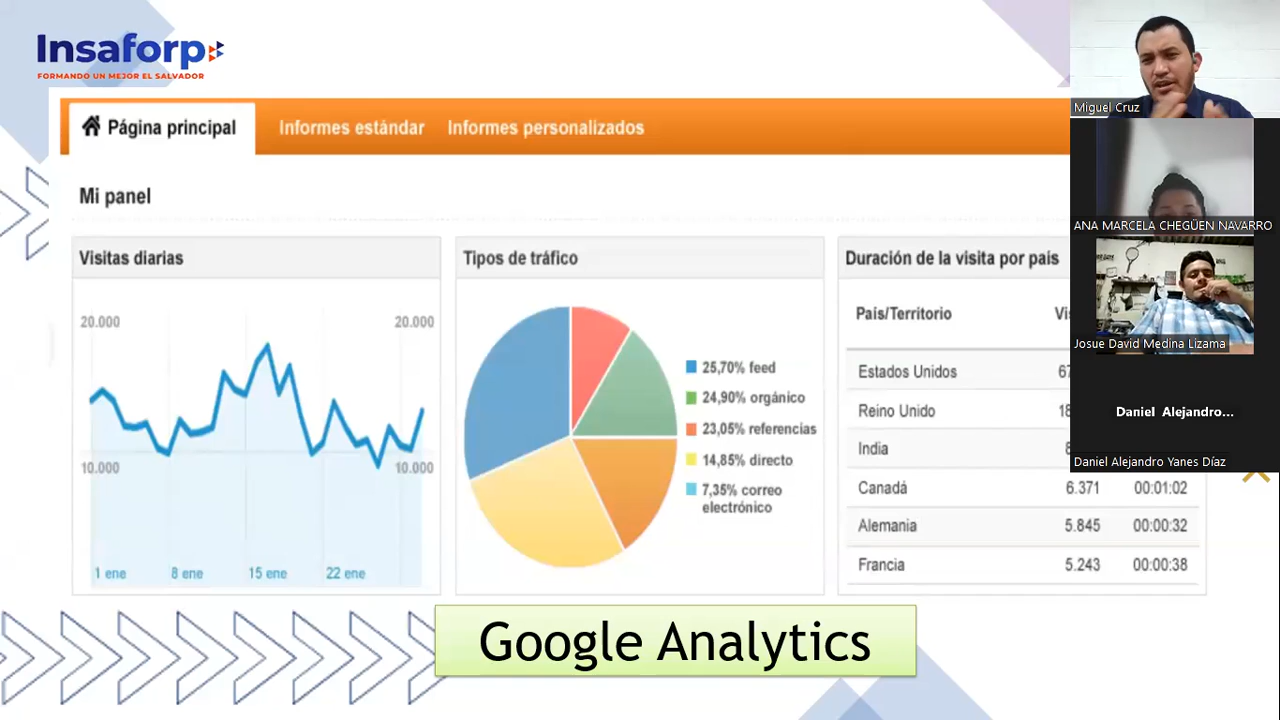 Insaforp
FORMANDO UN MEJOR EL SALVADOR
Página principal
Informes estándar
Informes personalizados
Mi panel
Visitas diarias
20.000
20.000
10.000
10.000
1 ene
8 ene
15 ene
22 ene
Tipos de tráfico
25,70% feed
24,90% orgánico
23,05% referencias
14,85% directo
7,35% correo
electrónico
Duración de la visita por país
País/Territorio
Estados Unidos
Reino Unido
India
Canadá 6.371 00:01:02
Alemania 5.845 00:00:32
Francia 5.243 00:00:38
Google Analytics
Miguel Cruz
ANA MARCELA CHEGÜEN NAVARRO
Josue David Medina Lizama
Daniel Alejandro...
Daniel Alejandro Yanes Díaz